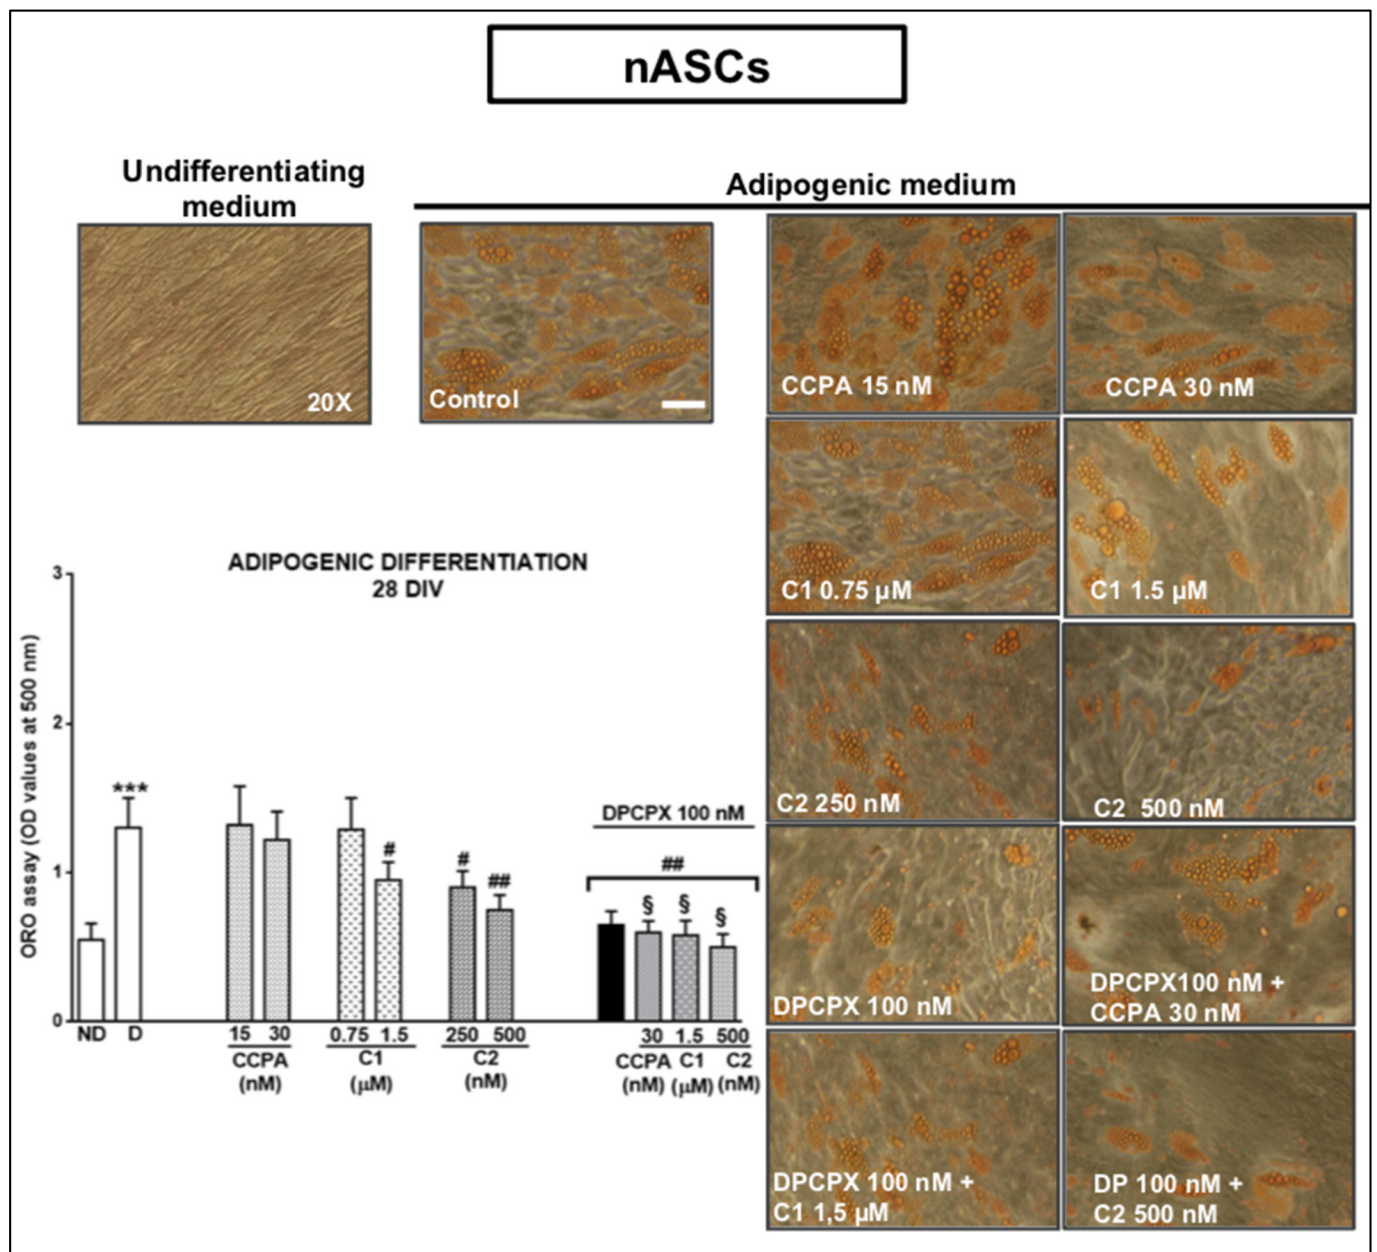 nASCs
Undifferentiating
medium
Adipogenic medium
20X
Control
CCPA 15 nM
CCPA 30 nM
C1 0.75 µM
C1 1.5 µM
C2 250 nM
C2 500 nM
DPCPX 100 nM
DPCPX100 nM +
CCPA 30 nM
DPCPX 100 nM +
C1 1,5 µM
DP 100 nM +
C2 500 nM
ADIPOGENIC DIFFERENTIATION
28 DIV
ORO assay (OD values at 500 nm)
3
2
1
0
***
#
#
##
DPCPX 100 nM
##
§ § §
ND D 15 30 0.75 1.5 250 500 30 1.5 500
CCPA C1 C2 CCPA C1 C2
(nM) (µM) (nM) (nM) (µM) (nM)